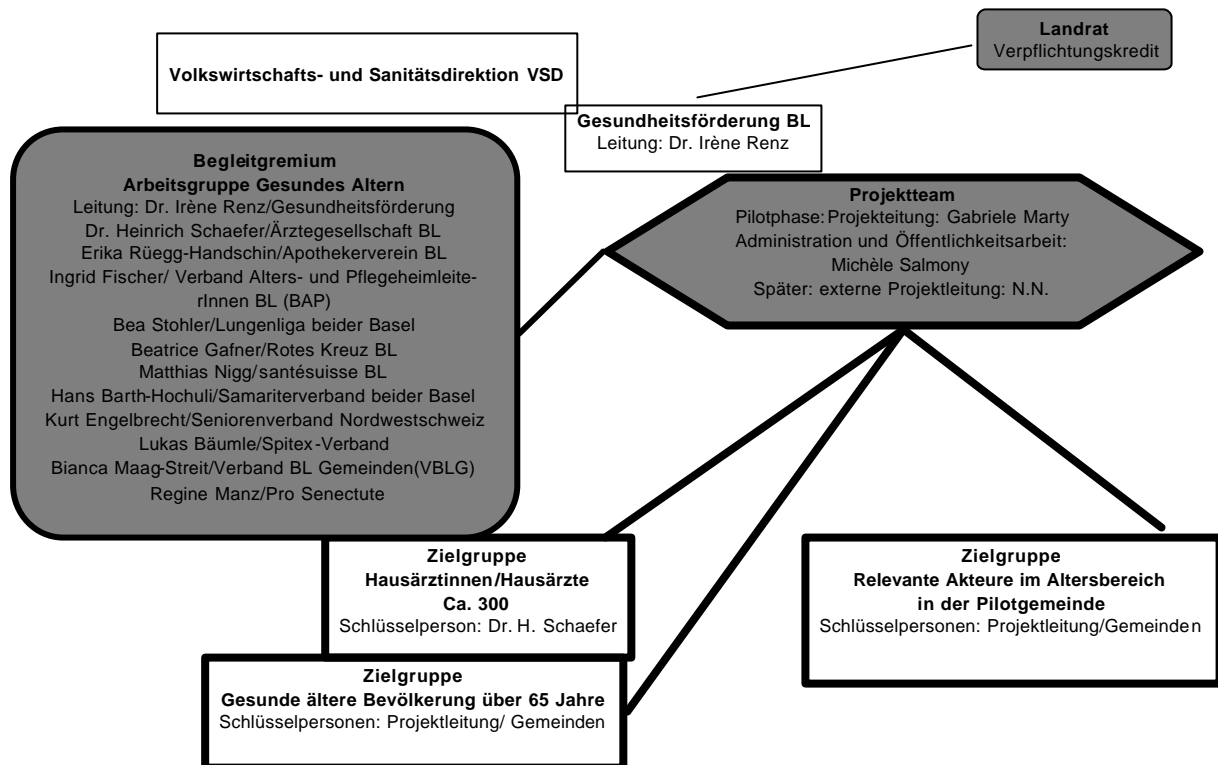 Landrat
Verpflichtungskredit
Volkswirtschafts- und Sanitätsdirektion VSD
Gesundheitsförderung BL
Leitung: Dr. Irène Renz
Begleitgremium
Arbeitsgruppe Gesundes Altern
Leitung: Dr. Irène Renz/Gesundheitsförderung
Dr. Heinrich Schaefer/Ärztegesellschaft BL
Erika Rüegg-Handschin/Apothekerverein BL
Ingrid Fischer/ Verband Alters- und Pflegeheimleite-
rInnen BL (BAP)
Bea Stohler/Lungenliga beider Basel
Beatrice Gafner/Rotes Kreuz BL
Matthias Nigg/santésuisse BL
Hans Barth-Hochuli/Samariterverband beider Basel
Kurt Engelbrecht/Seniorenverband Nordwestschweiz
Lukas Bäumle/Spitex-Verband
Bianca Maag-Streit/Verband BL Gemeinden(VBLG)
Regine Manz/Pro Senectute
Projektteam
Pilotphase: Projekteitung: Gabriele Marty
Administration und Öffentlichkeitsarbeit:
Michèle Salmony
Später: externe Projektleitung: N.N.
Zielgruppe
Hausärztinnen/Hausärzte
Ca. 300
Schlüsselperson: Dr. H. Schaefer
Zielgruppe
Gesunde ältere Bevölkerung über 65 Jahre
Schlüsselpersonen: Projektleitung/ Gemeinden
Zielgruppe
Relevante Akteure im Altersbereich
in der Pilotgemeinde
Schlüsselpersonen: Projektleitung/Gemeinden